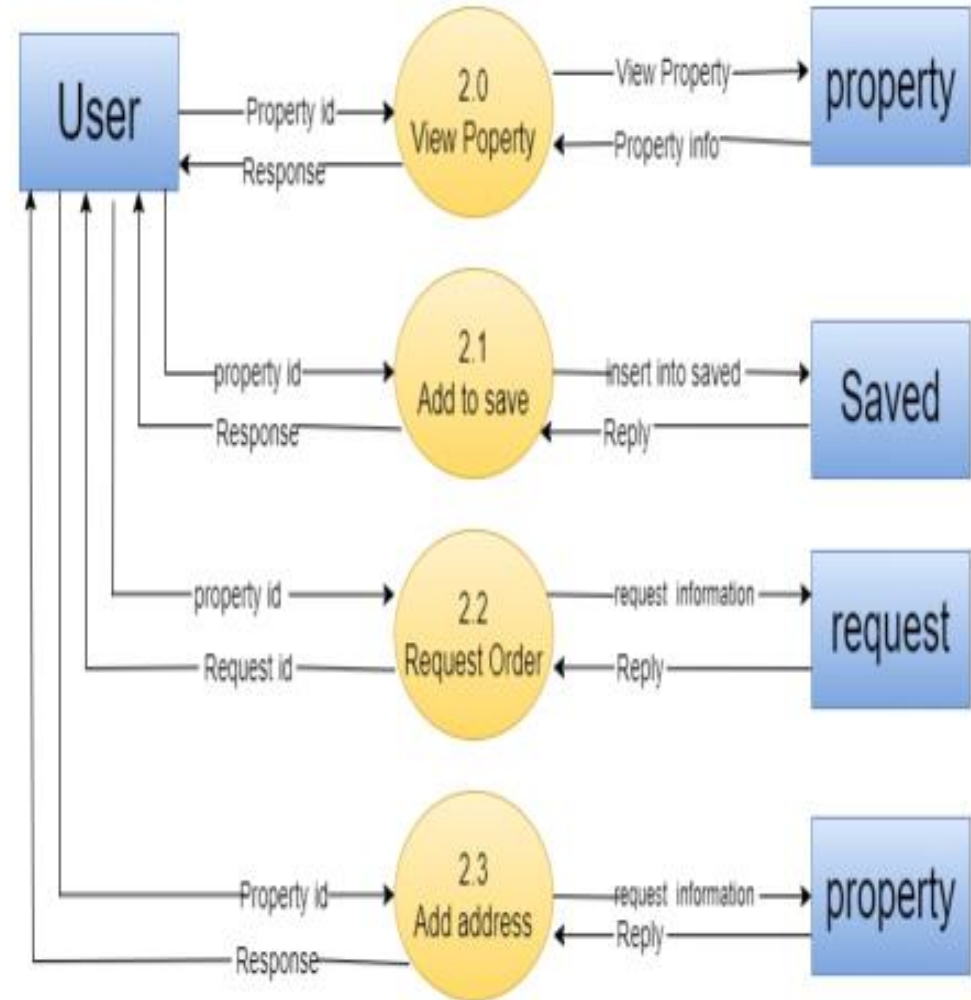 User
Property id
Response
2.0
View Poperty
View Property
Property info
property
property id
Response
2.1
Add to save
insert into saved
Reply
Saved
property id
Request id
2.2
Request Order
request information
Reply
request
Property id
Response
2.3
Add address
request information
Reply
property